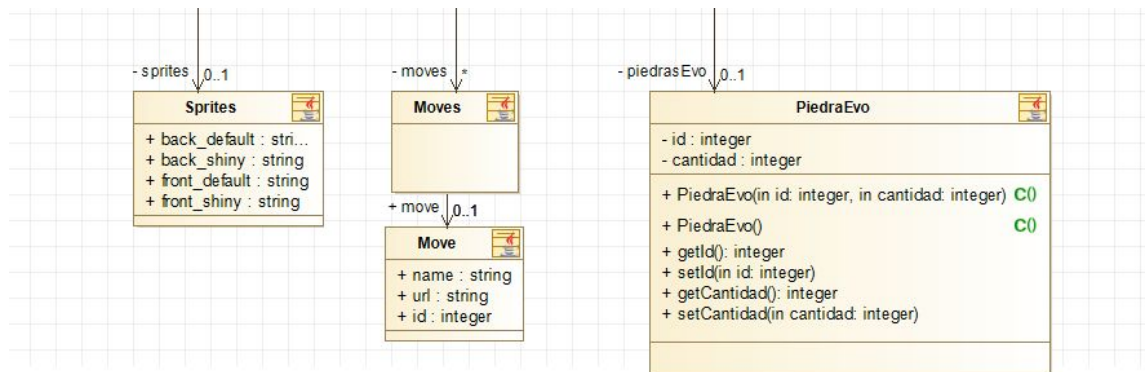 - sprites
0..1
Sprites
+ back_default : stri...
+ back_shiny : string
+ front_default : string
+ front_shiny : string
- moves
*
Moves
+ move
0..1
Move
+ name : string
+ url : string
+ id : integer
- piedrasEvo
0..1
PiedraEvo
- id : integer
- cantidad : integer
+ PiedraEvo(in id: integer, in cantidad: integer) C()
+ PiedraEvo() C()
+ getId(): integer
+ setId(in id: integer)
+ getCantidad(): integer
+ setCantidad(in cantidad: integer)